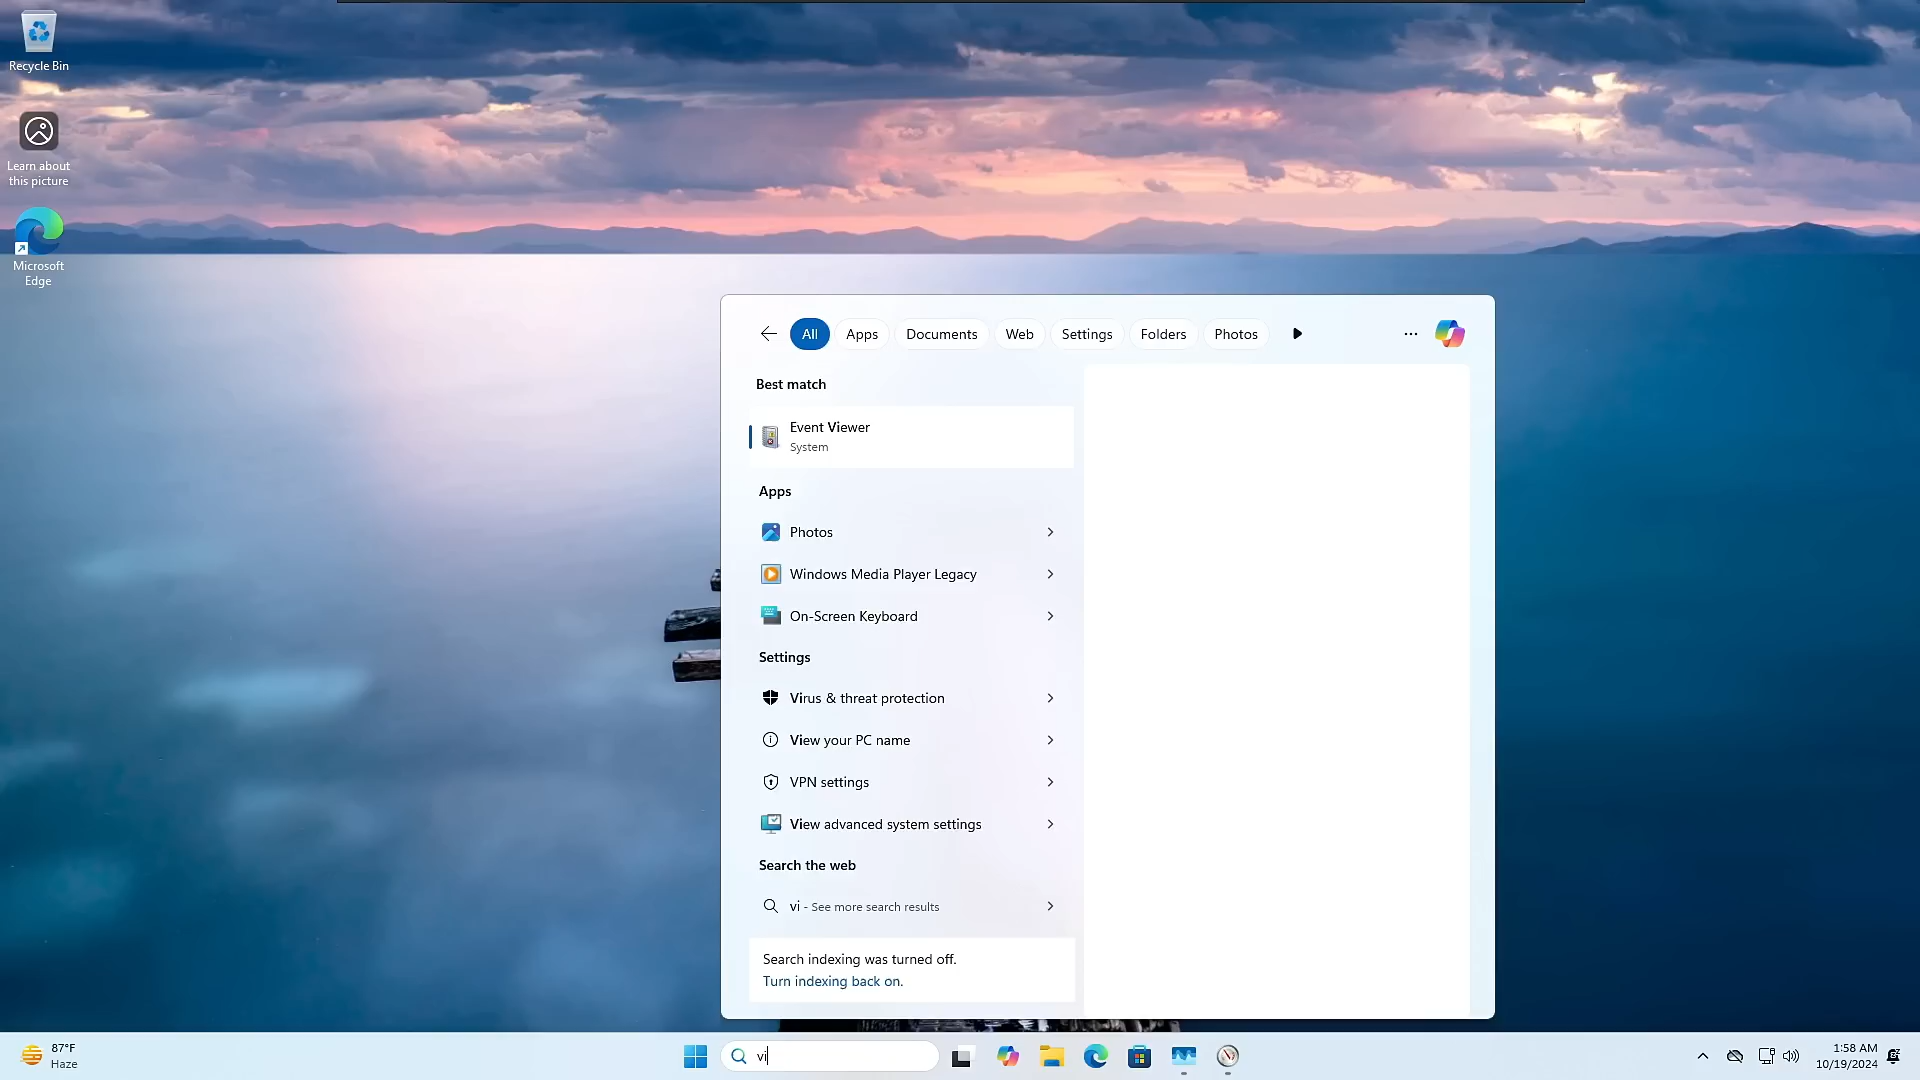 Recycle Bin
Learn about
this picture
Microsoft
Edge
All
Apps
Documents
Web
Settings
Folders
Photos
Best match
Event Viewer
System
Apps
Photos
Windows Media Player Legacy
On-Screen Keyboard
Settings
Virus & threat protection
View your PC name
VPN settings
View advanced system settings
Search the web
vi - See more search results
Search indexing was turned off.
Turn indexing back on.
87°F
Haze
vi
1:58 AM
10/19/2024